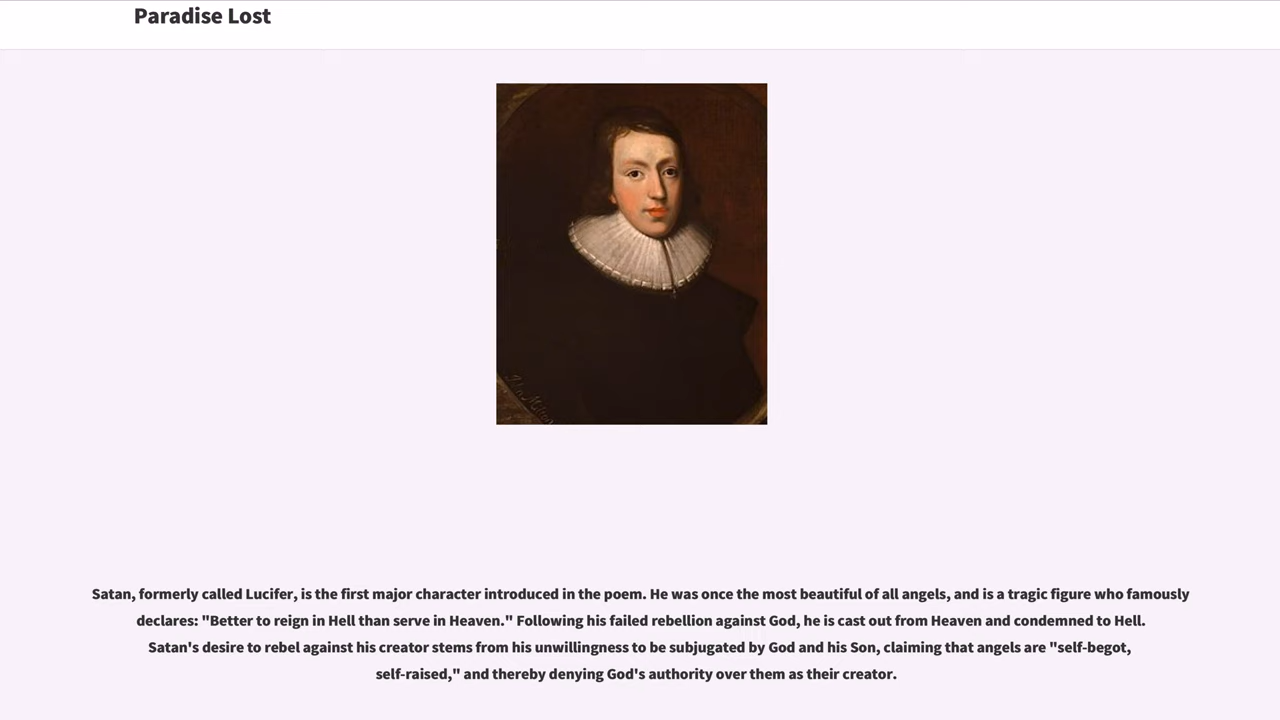 Paradise Lost
John Milton
Satan, formerly called Lucifer, is the first major character introduced in the poem. He was once the most beautiful of all angels, and is a tragic figure who famously
declares: "Better to reign in Hell than serve in Heaven." Following his failed rebellion against God, he is cast out from Heaven and condemned to Hell.
Satan's desire to rebel against his creator stems from his unwillingness to be subjugated by God and his Son, claiming that angels are "self-begot,
self-raised," and thereby denying God's authority over them as their creator.